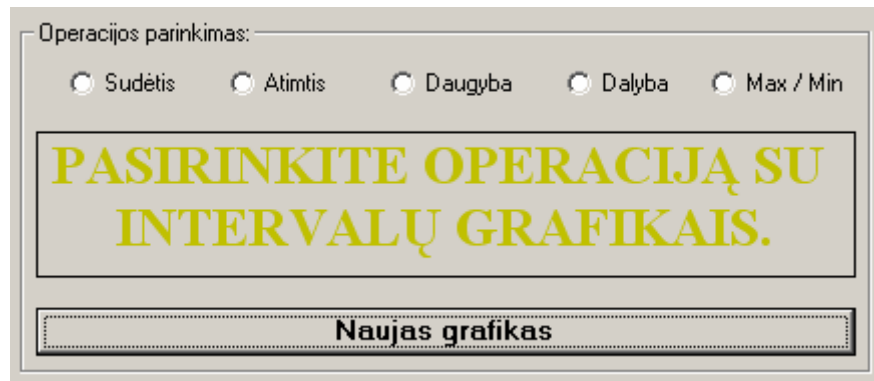 Operacijos parinkimas:
Sudėtis Atimtis Daugyba Dalyba Max / Min
PASIRINKITE OPERACIJĄ SU
INTERVALŲ GRAFIKAIS.
Naujas grafikas